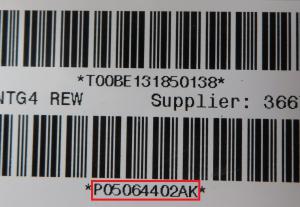 *T00BE131850138*
NTG4 REW Supplier: 366
*P05064402AK*